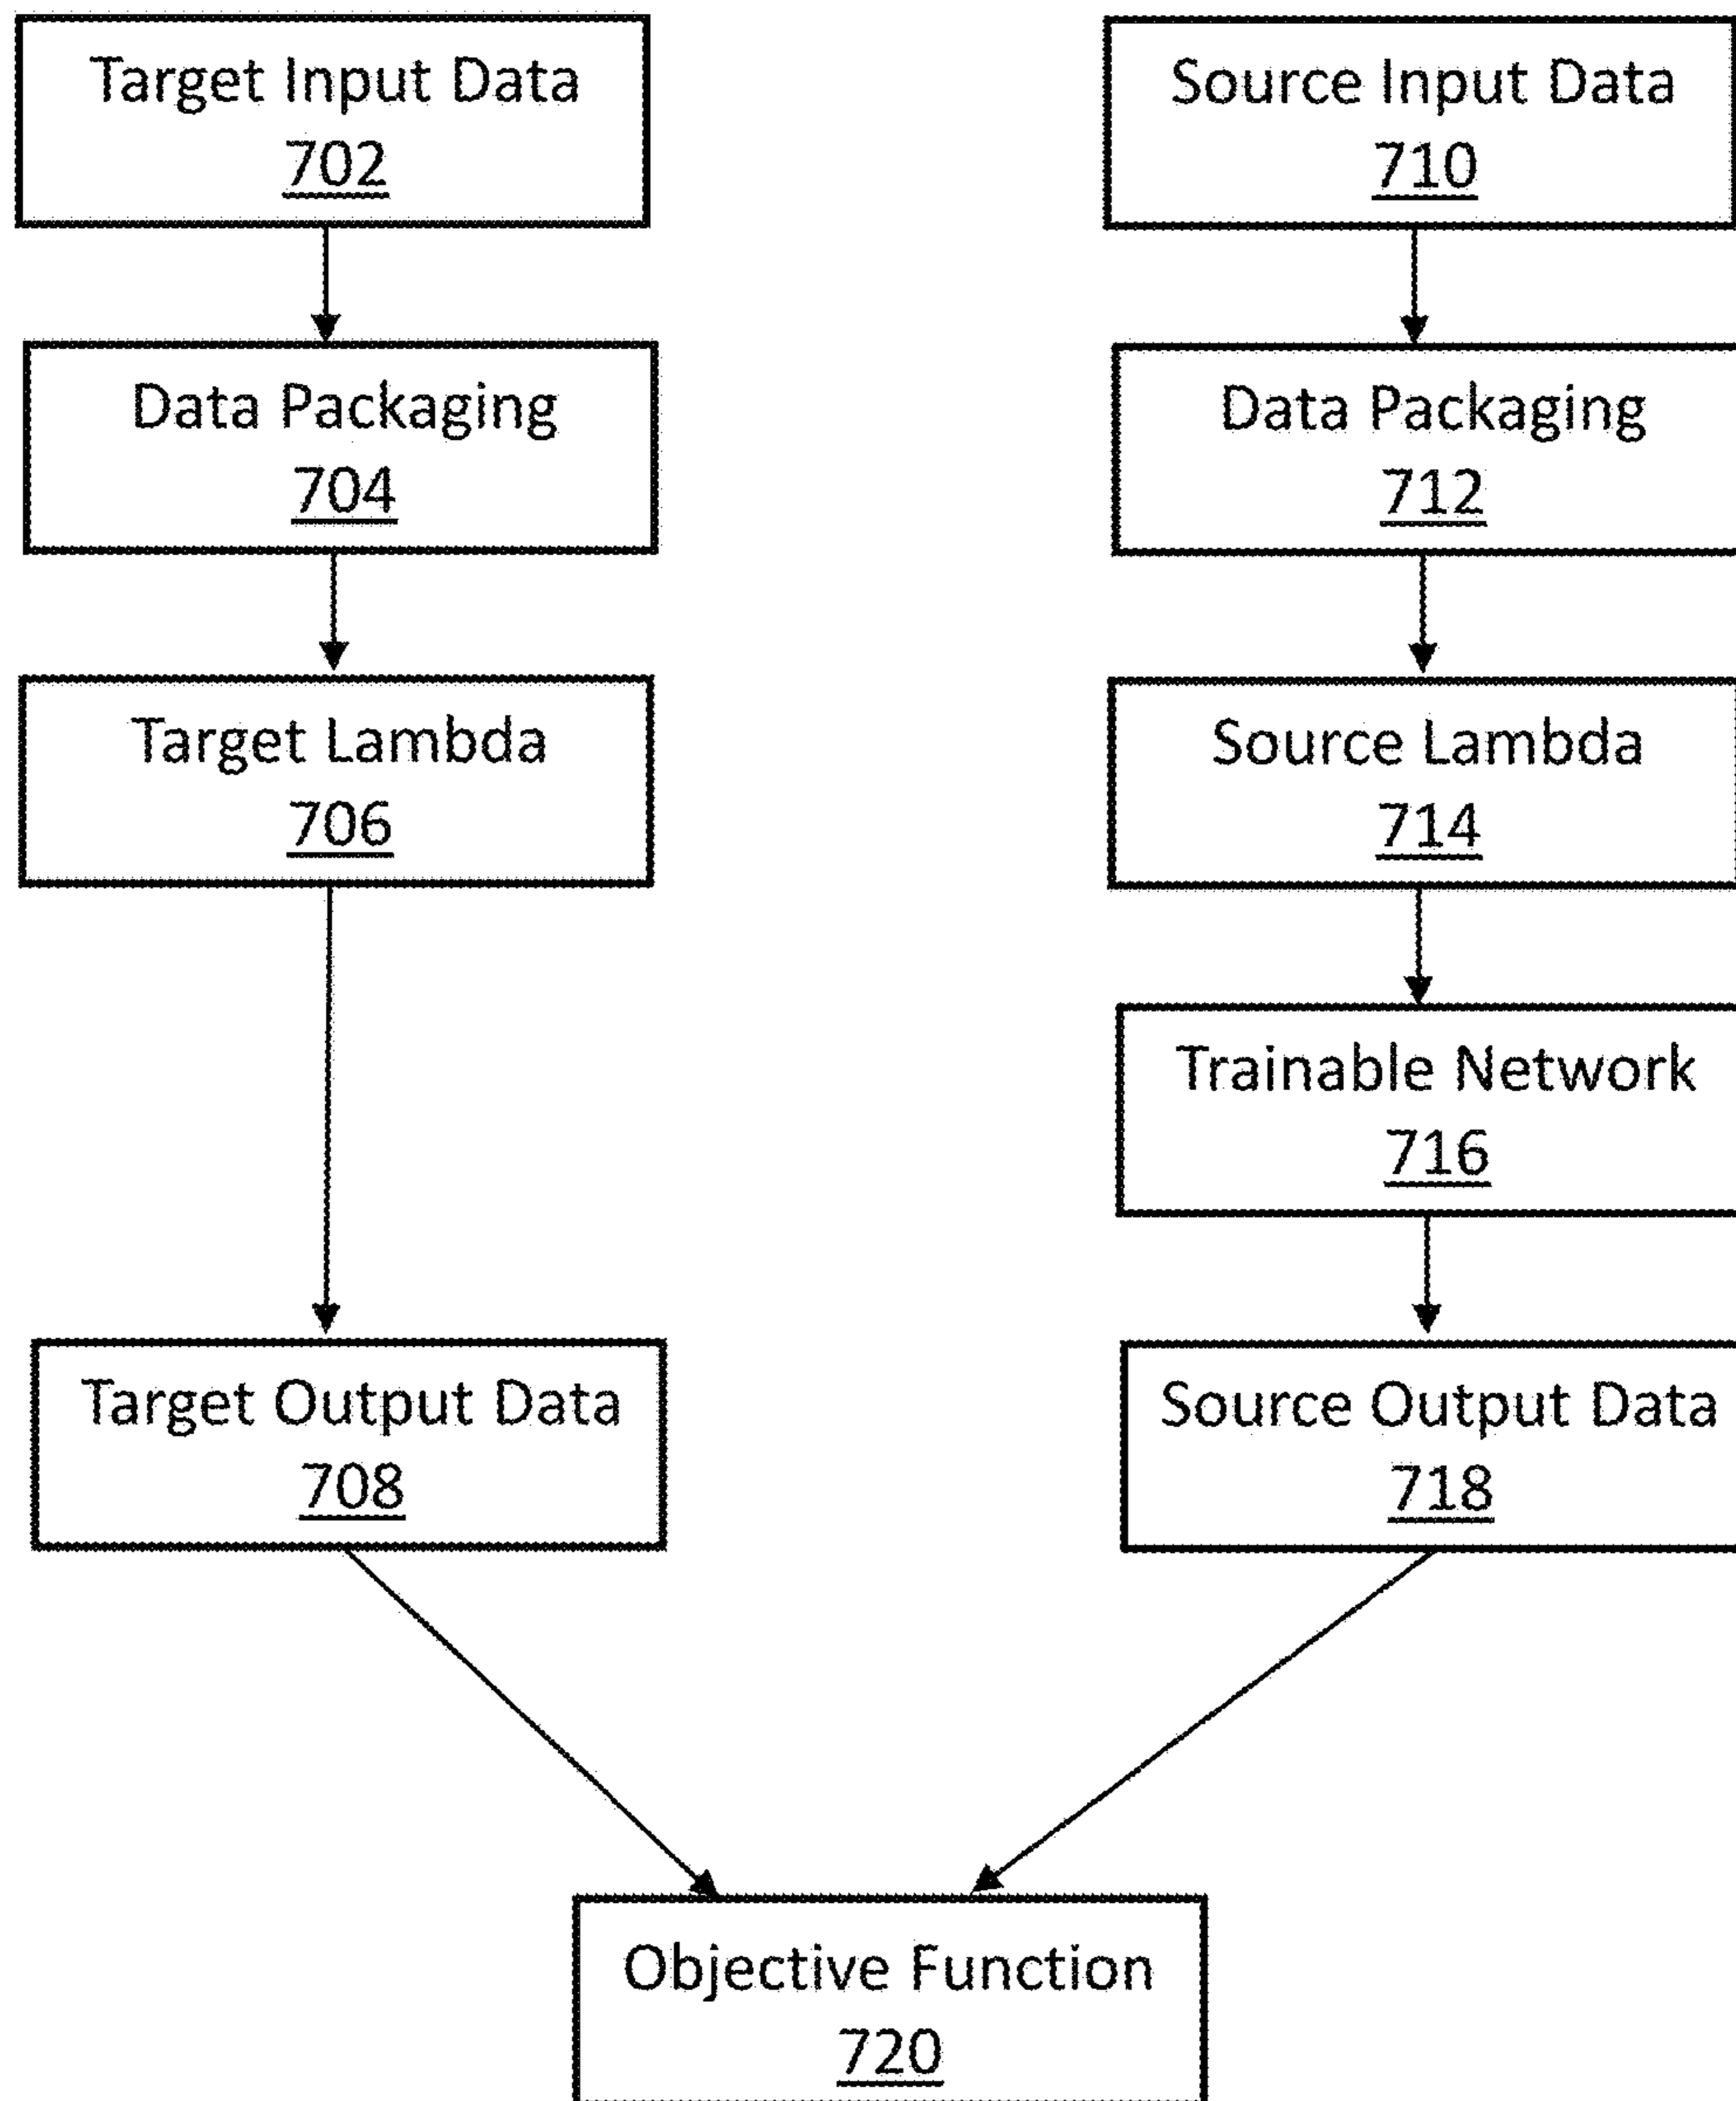 Target Input Data
702
Data Packaging
704
Target Lambda
706
Target Output Data
708
Source Input Data
710
Data Packaging
712
Source Lambda
714
Trainable Network
716
Source Output Data
718
Objective Function
720